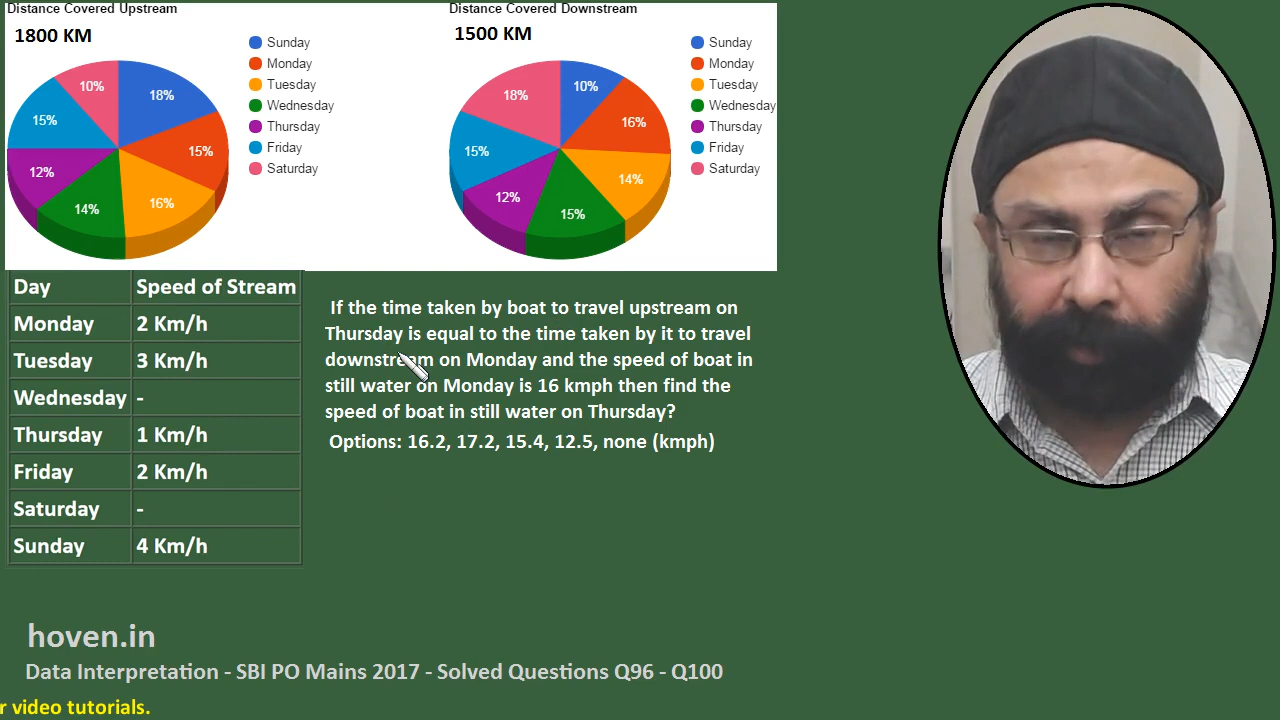 Distance Covered Upstream
1800 KM
18%
15%
16%
14%
12%
15%
10%
Sunday
Monday
Tuesday
Wednesday
Thursday
Friday
Saturday
Distance Covered Downstream
1500 KM
10%
16%
14%
15%
12%
15%
18%
Sunday
Monday
Tuesday
Wednesday
Thursday
Friday
Saturday
Day Speed of Stream
Monday 2 Km/h
Tuesday 3 Km/h
Wednesday -
Thursday 1 Km/h
Friday 2 Km/h
Saturday -
Sunday 4 Km/h
If the time taken by boat to travel upstream on
Thursday is equal to the time taken by it to travel
downstream on Monday and the speed of boat in
still water on Monday is 16 kmph then find the
speed of boat in still water on Thursday?
Options: 16.2, 17.2, 15.4, 12.5, none (kmph)
hoven.in
Data Interpretation - SBI PO Mains 2017 - Solved Questions Q96 - Q100
r video tutorials.